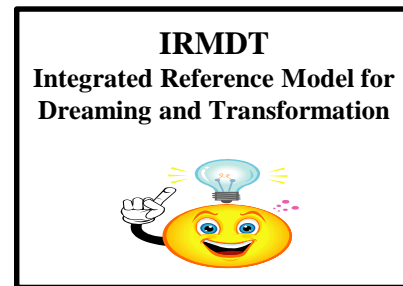 IRMDT
Integrated Reference Model for
Dreaming and Transformation